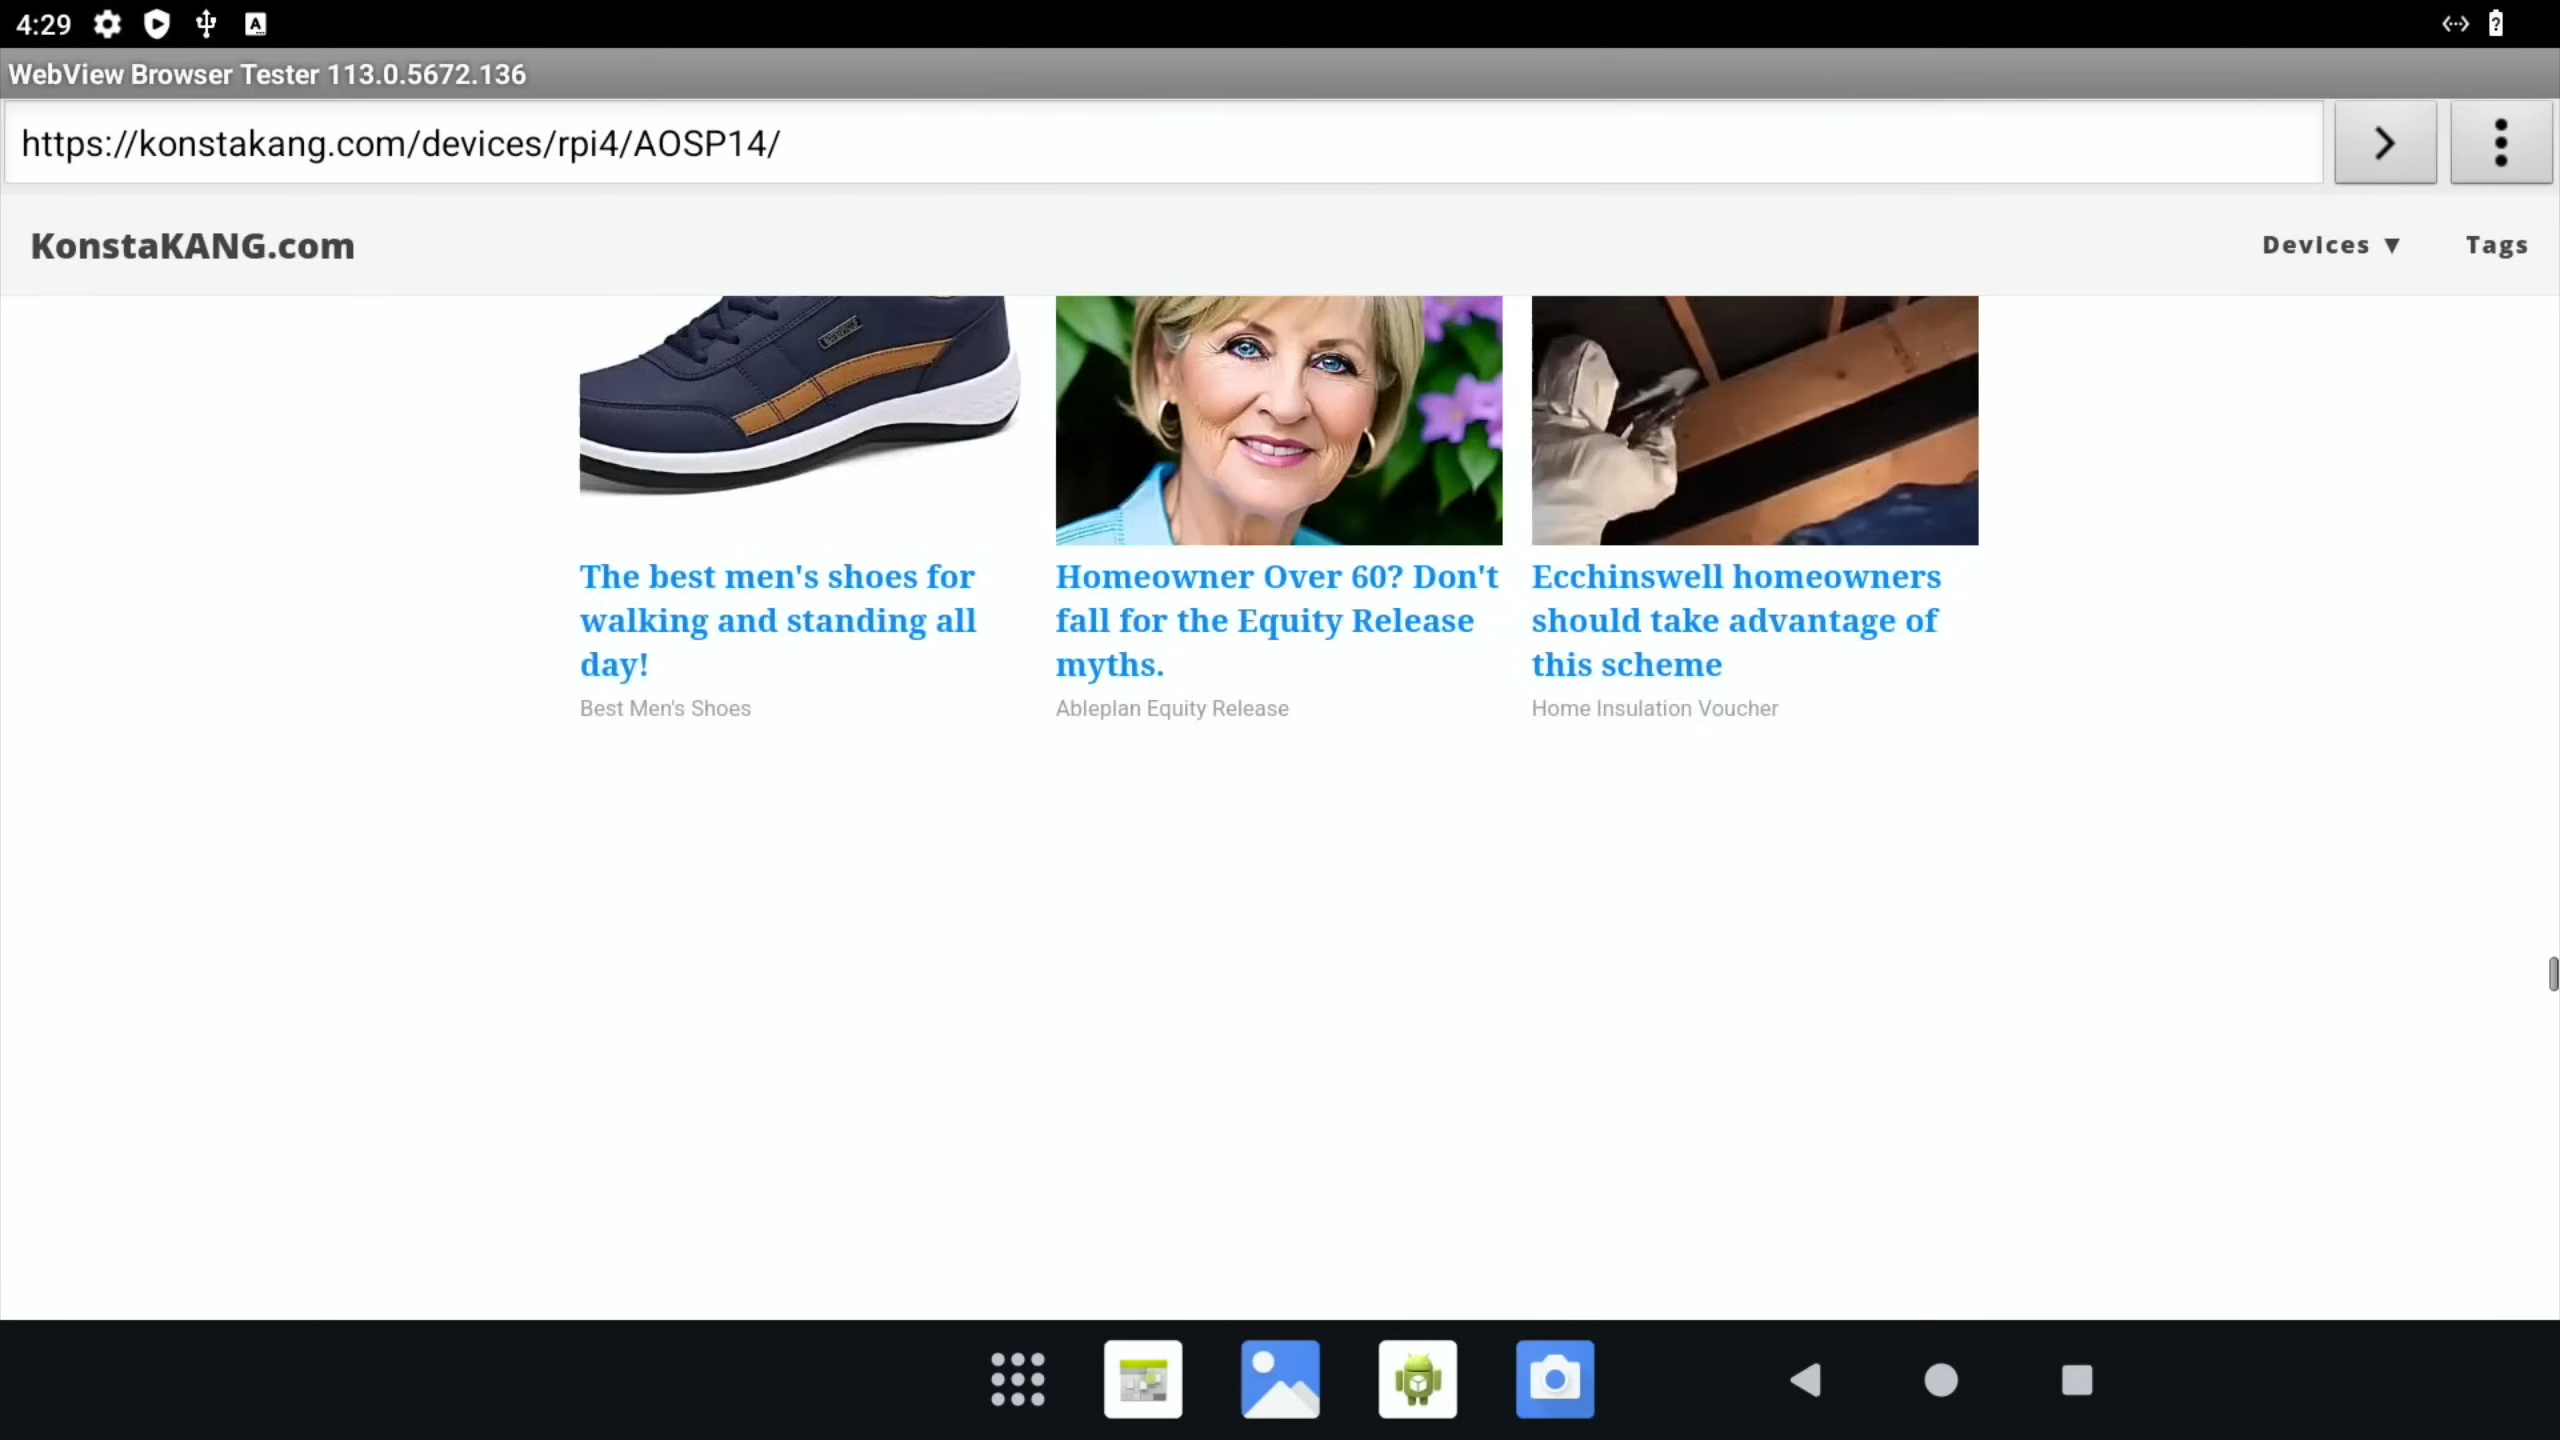 4:29
WebView Browser Tester 113.0.5672.136
https://konstakang.com/devices/rpi4/AOSP14/
KonstaKANG.com
Devices ▼
Tags
The best men's shoes for
walking and standing all
day!
Best Men's Shoes
Homeowner Over 60? Don't
fall for the Equity Release
myths.
Ableplan Equity Release
Ecchinswell homeowners
should take advantage of
this scheme
Home Insulation Voucher